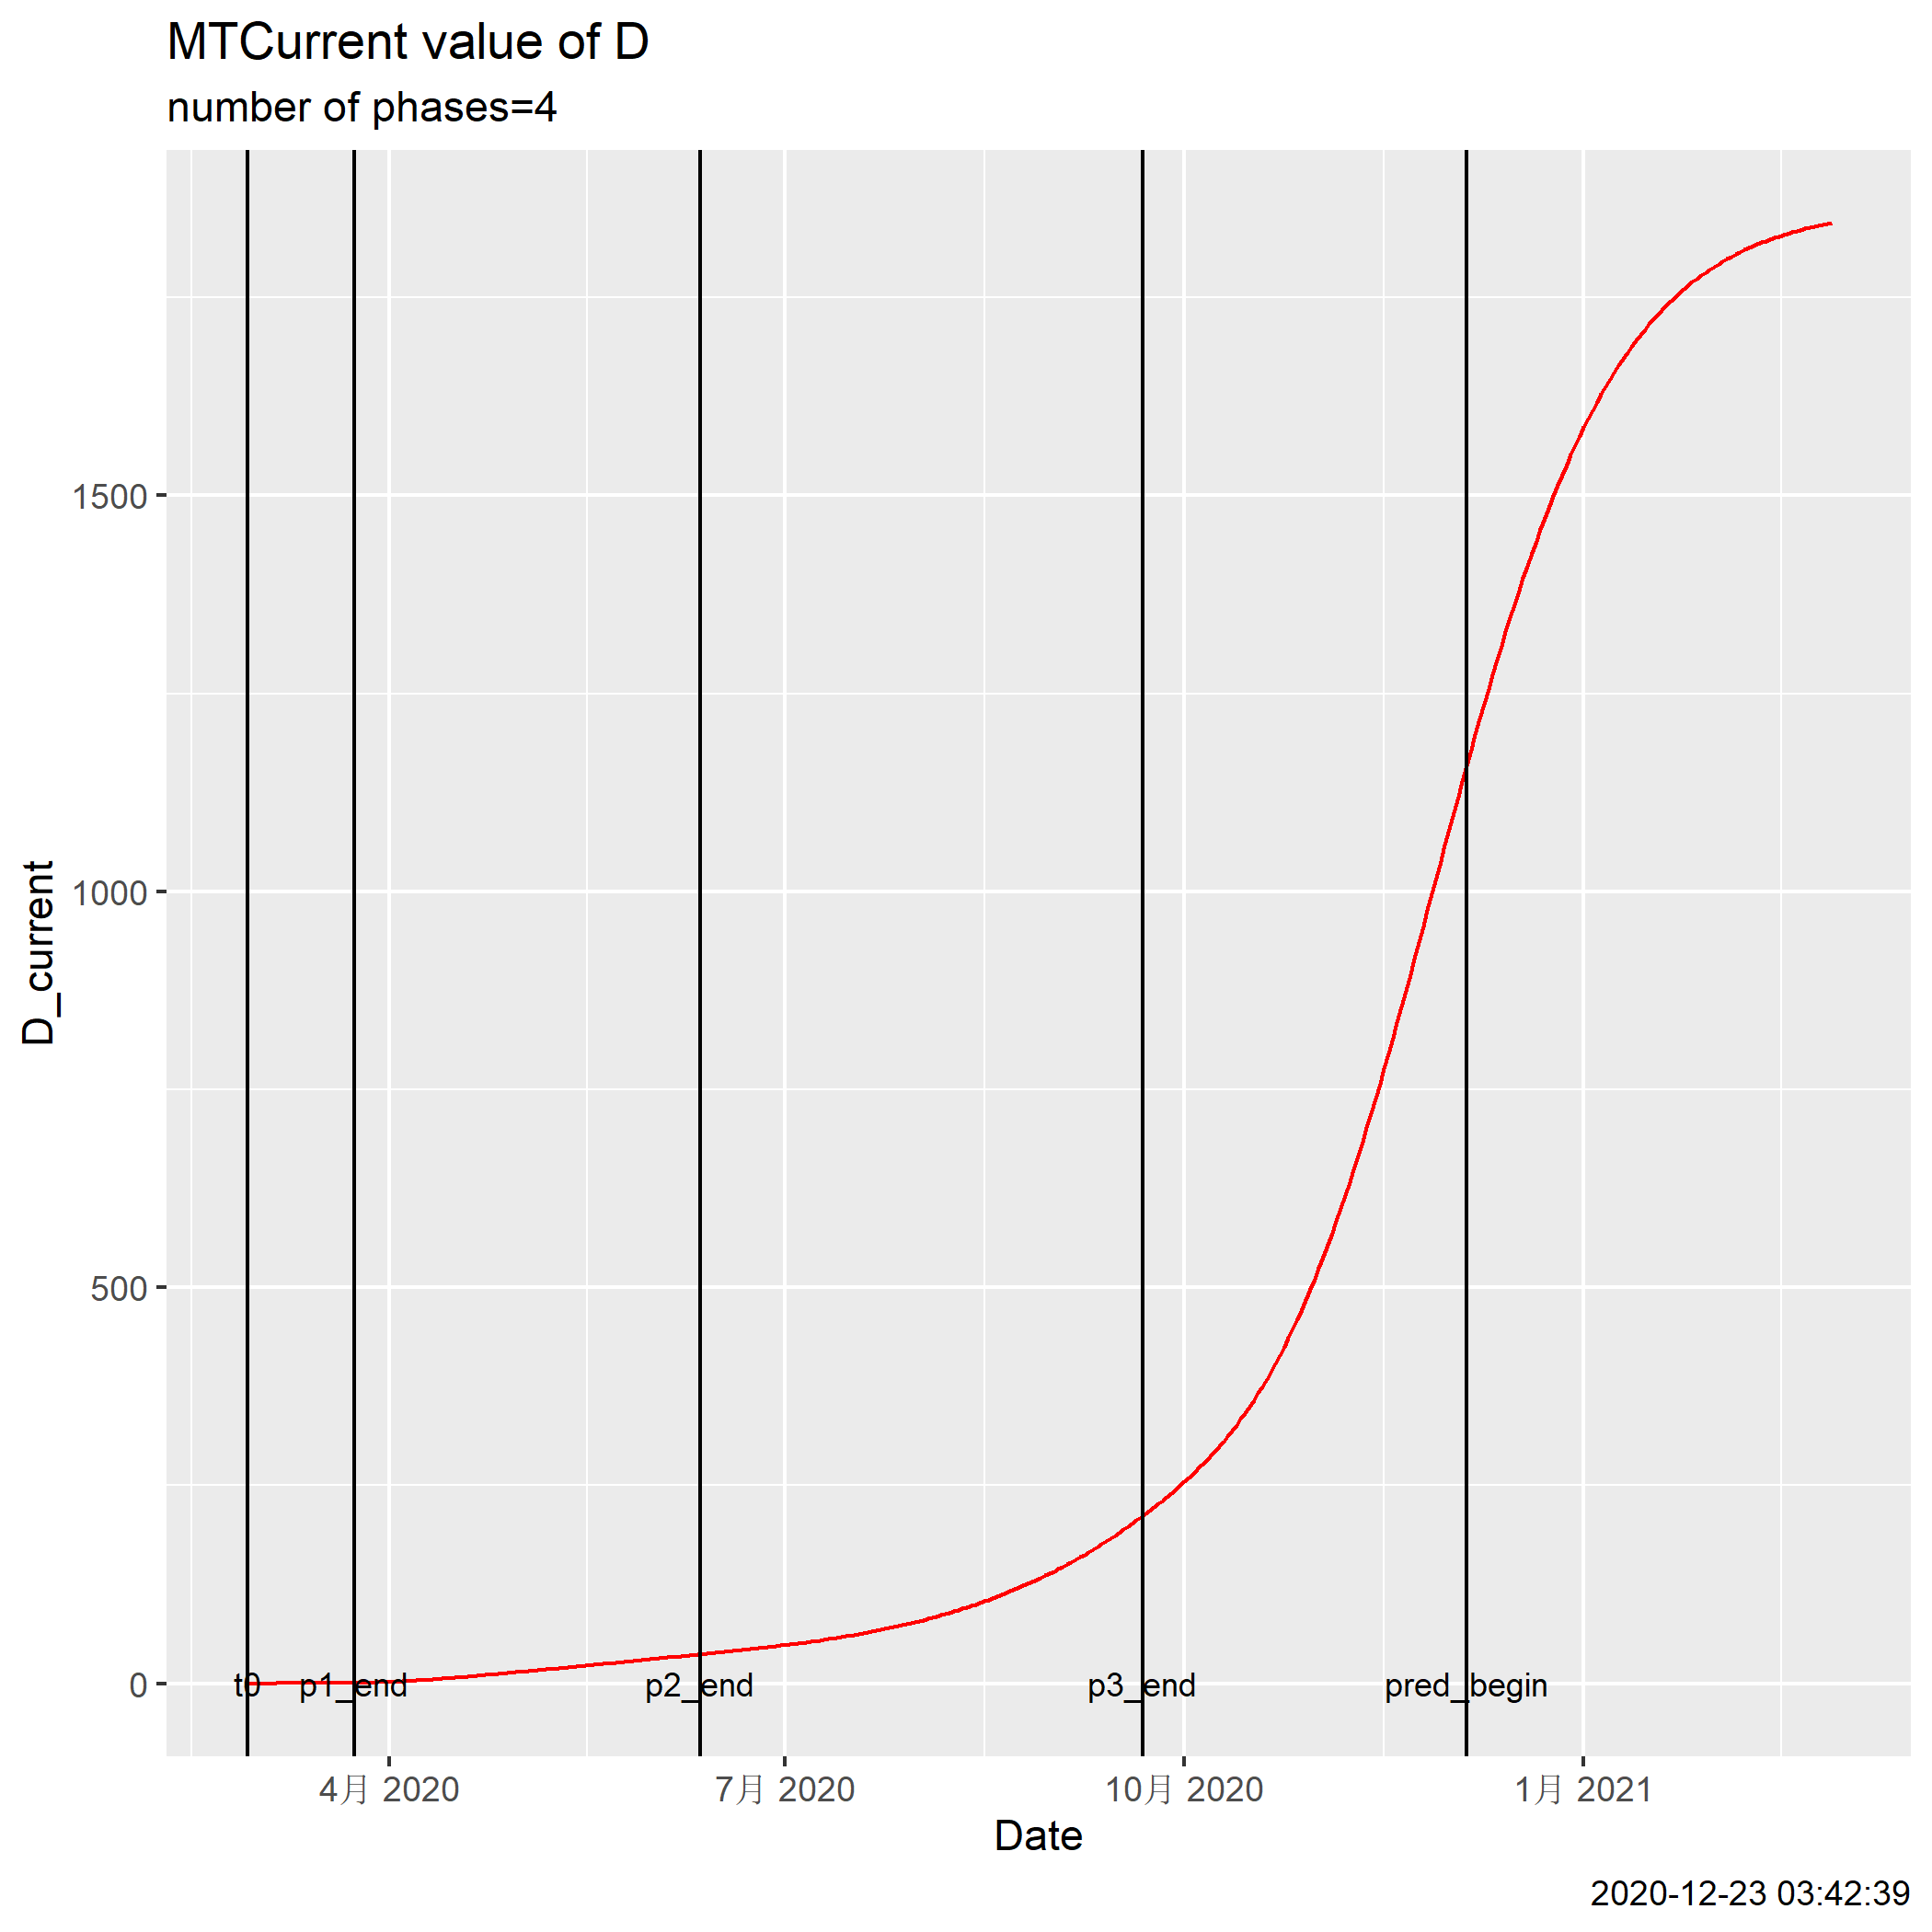 MTCurrent value of D
number of phases=4
D_current
1500
1000
500
0
t0 p1_end p2_end p3_end pred_begin
4月 2020 7月 2020 10月 2020 1月 2021
Date
2020-12-23 03:42:39